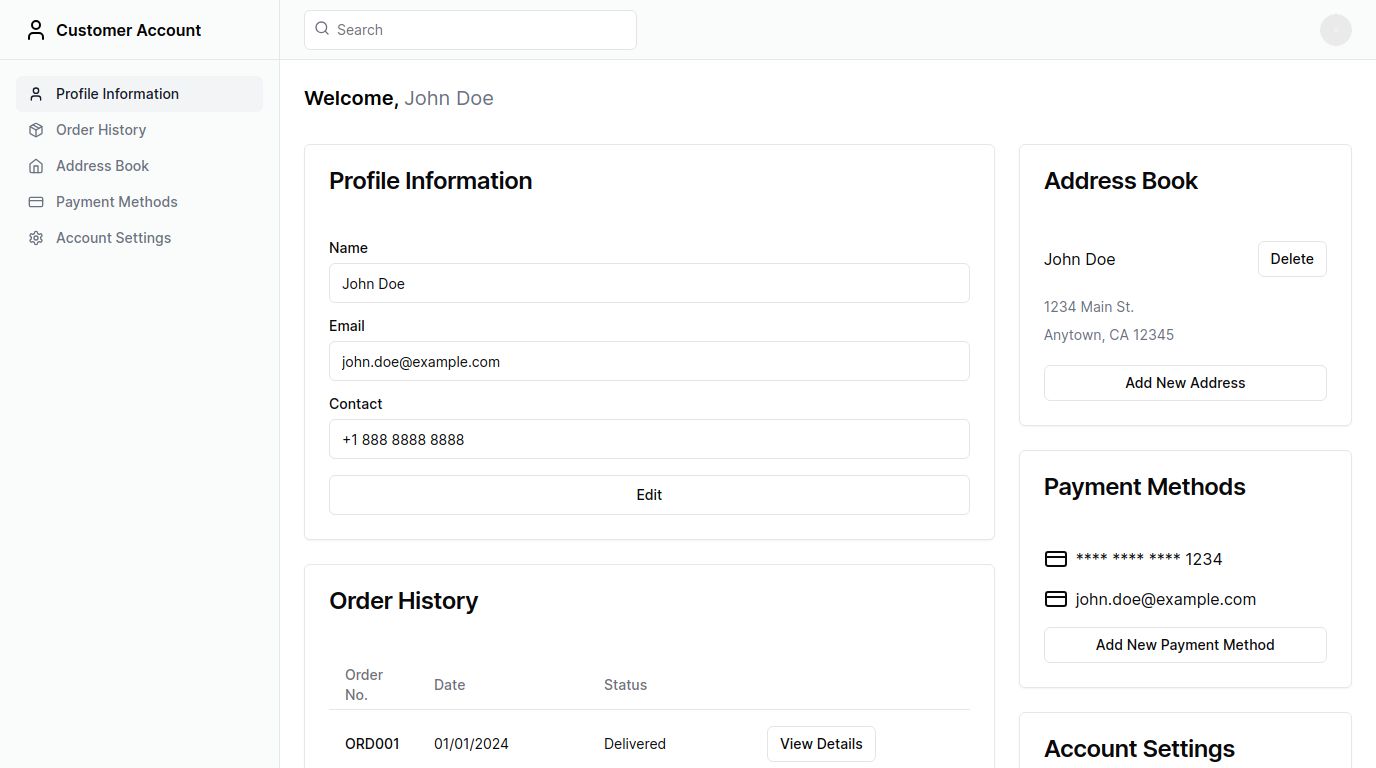 Customer Account
Search
Profile Information
Order History
Address Book
Payment Methods
Account Settings
Welcome, John Doe
Profile Information
Name
John Doe
Email
john.doe@example.com
Contact
+1 888 8888 8888
Edit
Order History
Order
No.
Date
Status
ORD001
01/01/2024
Delivered
View Details
Address Book
John Doe
Delete
1234 Main St.
Anytown, CA 12345
Add New Address
Payment Methods
**** **** **** 1234
john.doe@example.com
Add New Payment Method
Account Settings